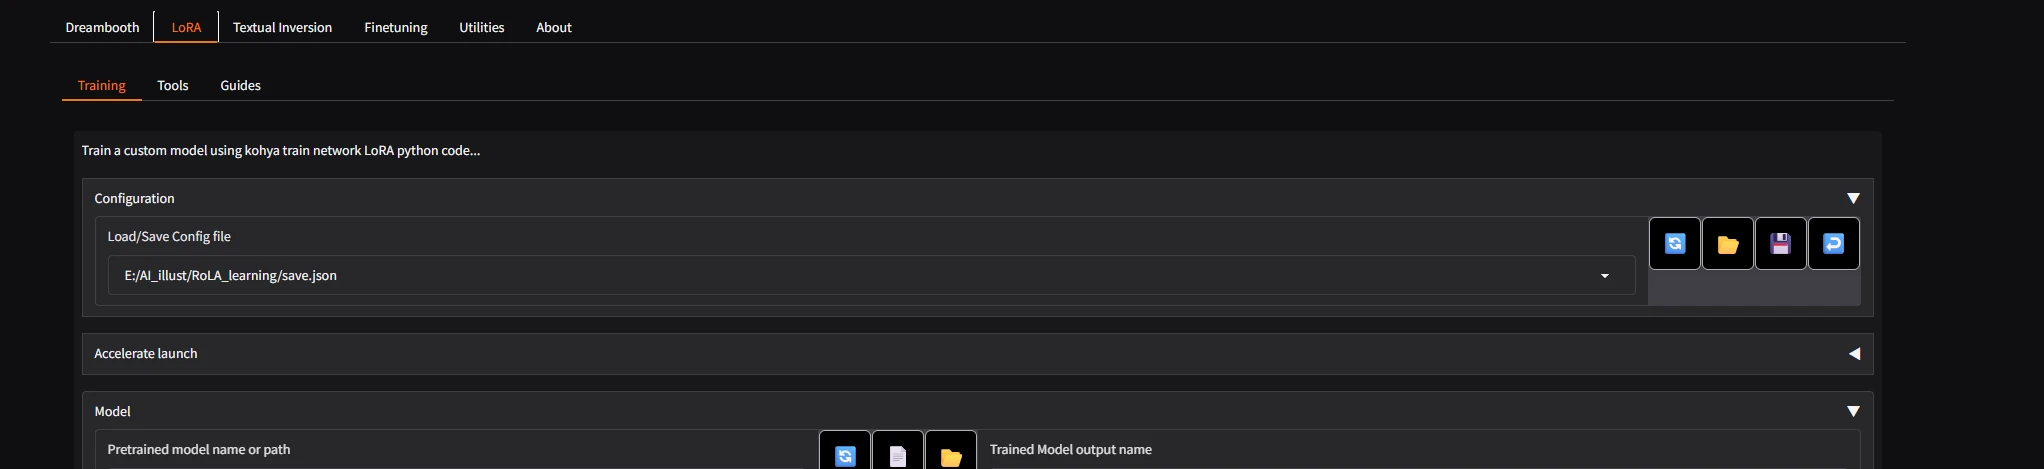 Dreambooth LoRA Textual Inversion Finetuning Utilities About
Training Tools Guides
Train a custom model using kohya train network LoRA python code...
Configuration
Load/Save Config file
E:/AI_illust/RoLA_learning/save.json
Accelerate launch
Model
Pretrained model name or path
Trained Model output name